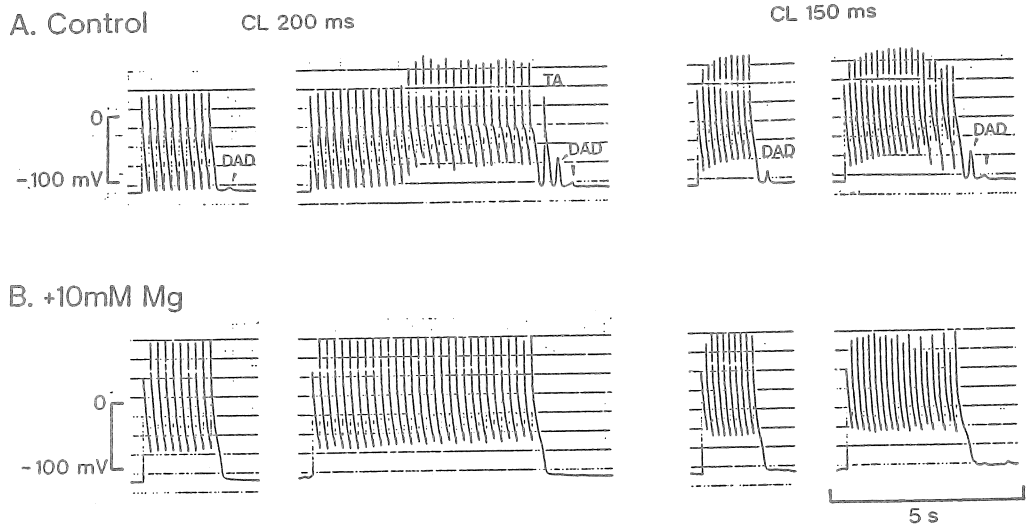 A. Control
CL 200 ms
CL 150 ms
TA
0
DAD
DAD
DAD
DAD
-100 mV
B. +10mM Mg
0
-100 mV
5 s